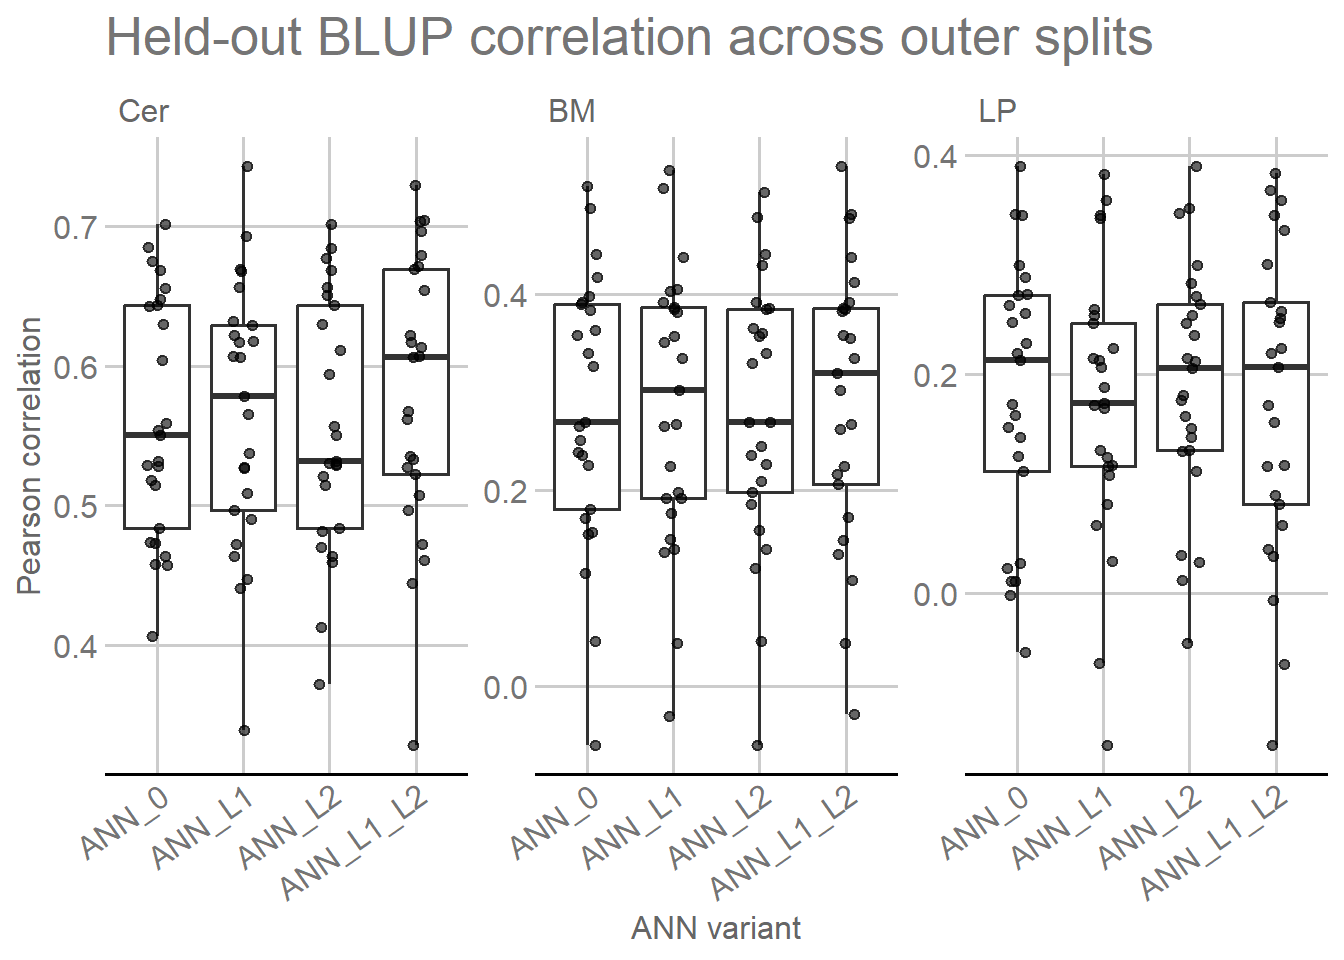 Held-out BLUP correlation across outer splits
Cer
BM
LP
Pearson correlation
0.7
0.6
0.5
0.4
0.4
0.2
0.0
0.4
0.2
0.0
ANN_0
ANN_L1
ANN_L2
ANN_L1_L2
ANN_0
ANN_L1
ANN_L2
ANN_L1_L2
ANN_0
ANN_L1
ANN_L2
ANN_L1_L2
ANN variant